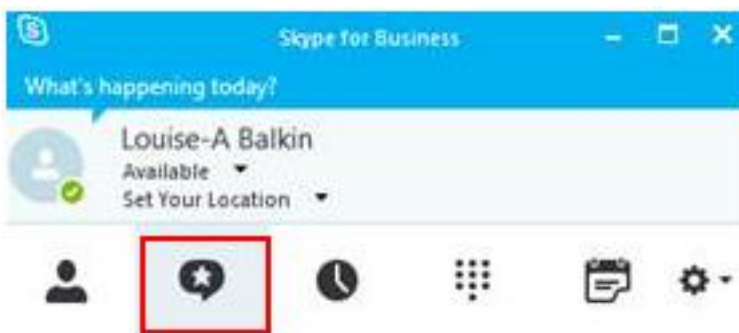 Skype for Business
What's happening today?
Louise-A Balkin
Available
Set Your Location